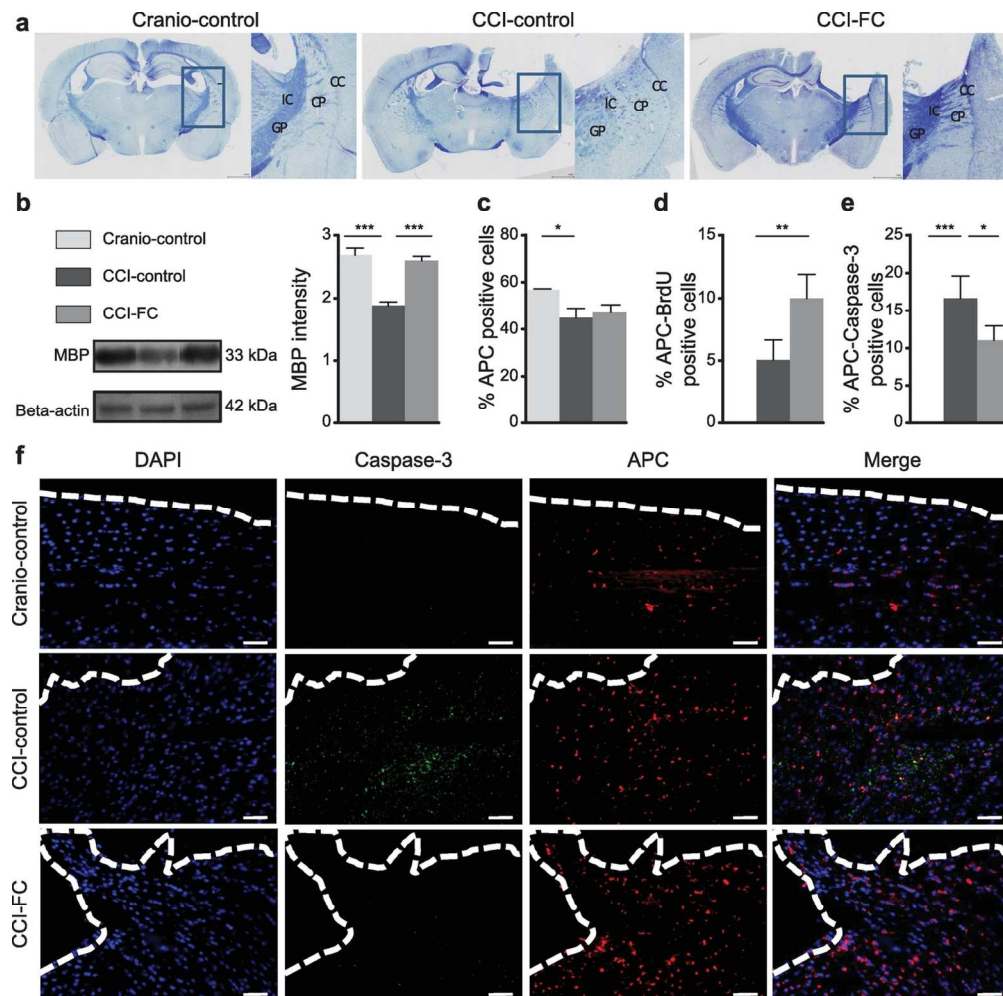 a
Cranio-control
CCI-control
CCI-FC
CC
IC
CP
GP
CC
IC
CP
GP
CC
IC
CP
GP
b
Cranio-control
CCI-control
CCI-FC
MBP
33 kDa
Beta-actin
42 kDa
MBP intensity
3
2
1
0
***
***
c
% APC positive cells
80
60
40
20
0
*
d
% APC-BrdU
positive cells
15
10
5
0
**
e
% APC-Caspase-3
positive cells
25
20
15
10
5
0
***
*
f
DAPI
Caspase-3
APC
Merge
Cranio-control
CCI-control
CCI-FC